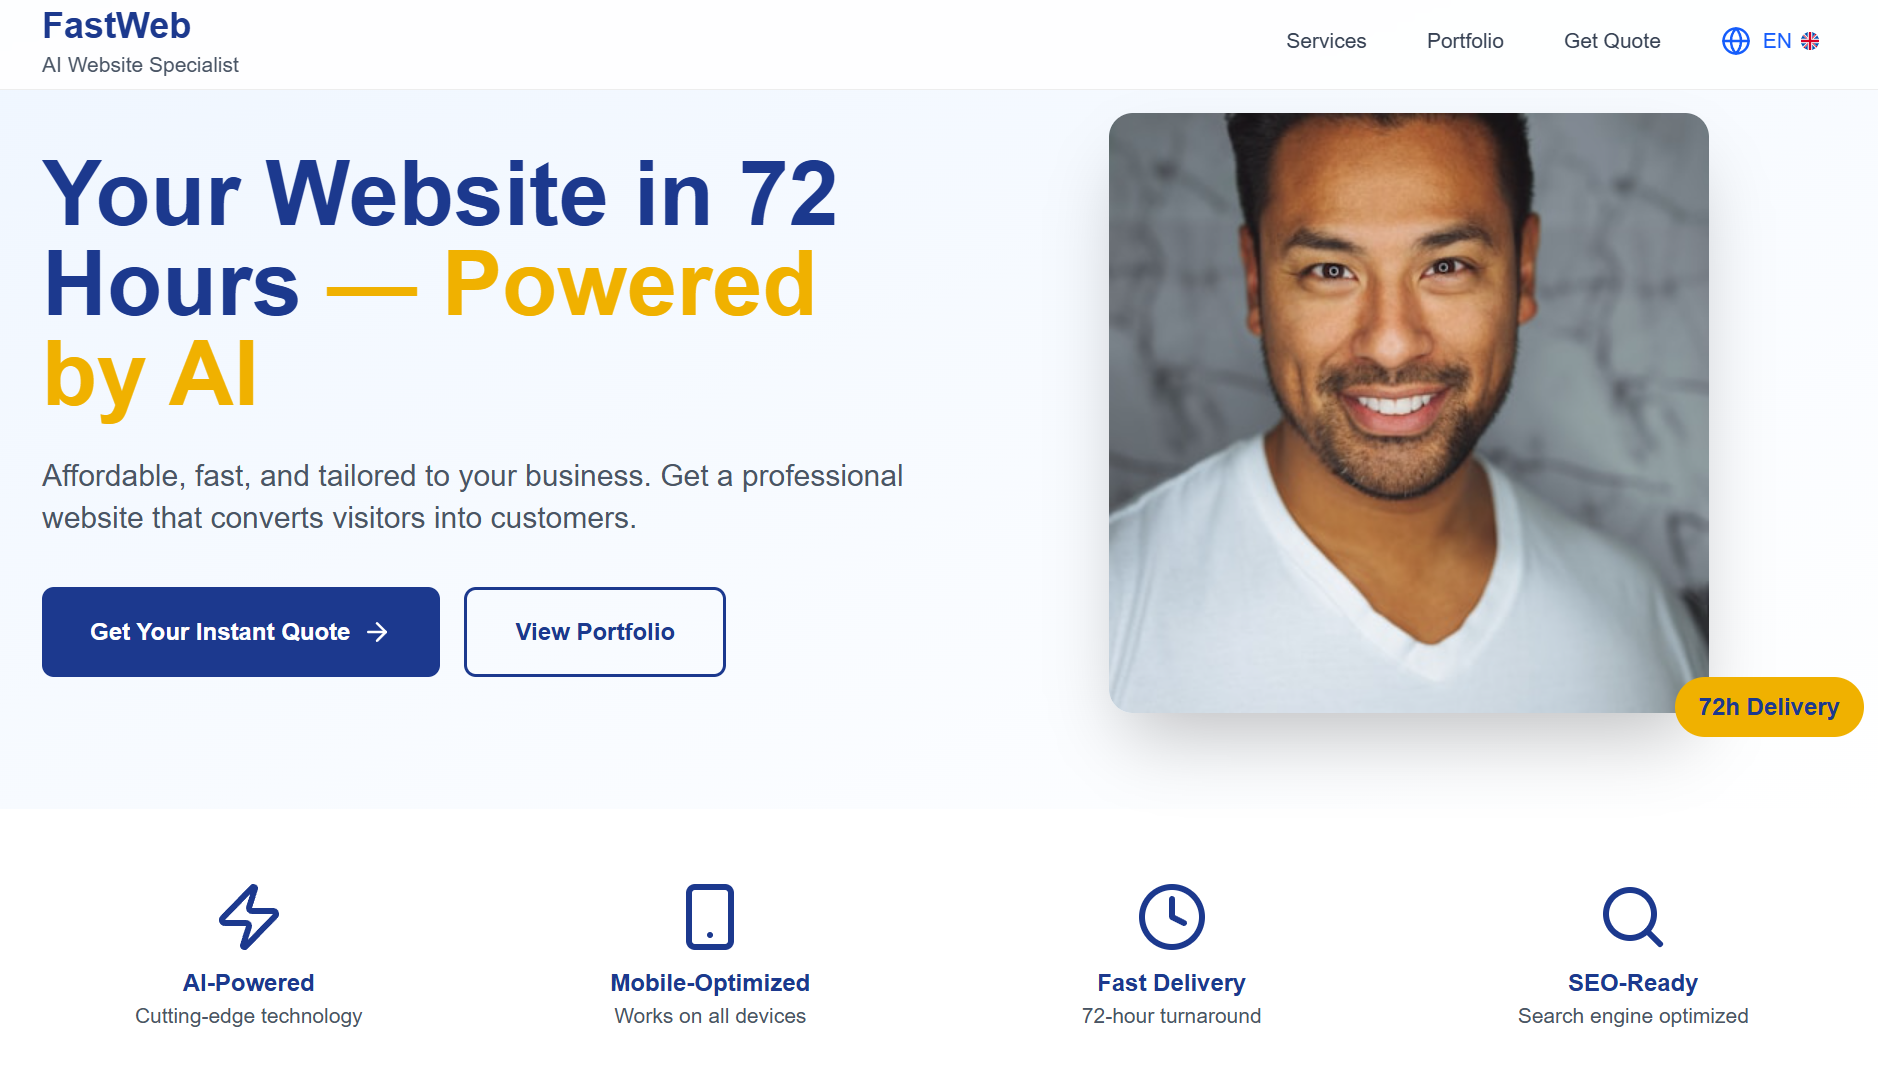 FastWeb
AI Website Specialist
Services
Portfolio
Get Quote
EN
Your Website in 72
Hours — Powered
by AI
Affordable, fast, and tailored to your business. Get a professional
website that converts visitors into customers.
Get Your Instant Quote →
View Portfolio
72h Delivery
AI-Powered
Cutting-edge technology
Mobile-Optimized
Works on all devices
Fast Delivery
72-hour turnaround
SEO-Ready
Search engine optimized